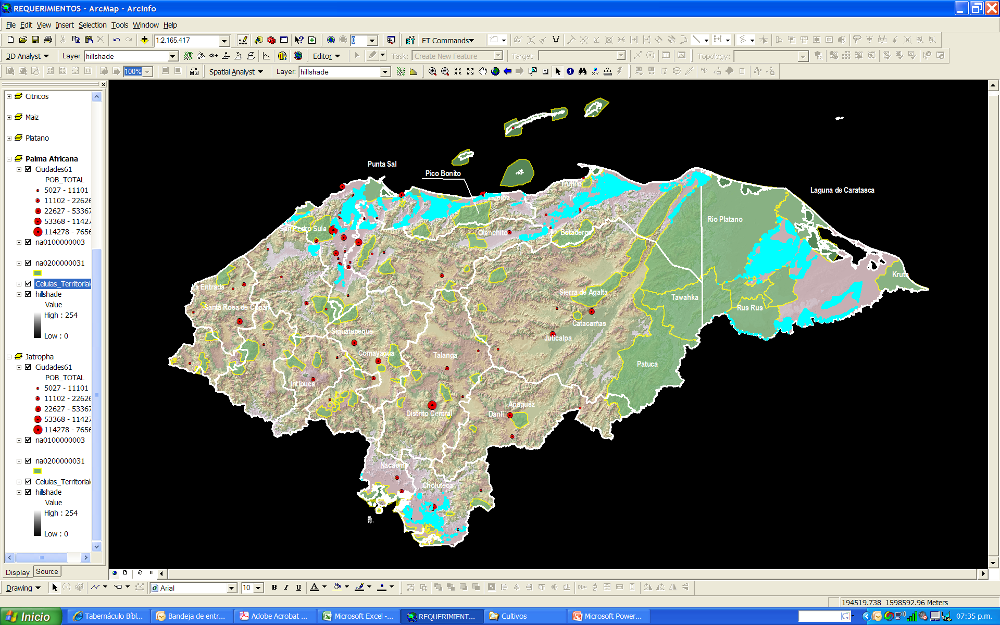 REQUERIMIENTOS - ArcMap - ArcInfo
File Edit View Insert Selection Tools Window Help
1:2,165,417
0
ET Commands
3D Analyst
Layer:
hillshade
Editor
Task:
Create New Feature
Target:
Topology:
100%
Spatial Analyst
Layer:
hillshade
Citricos
Maiz
Platano
Palma Africana
Ciudades61
POB_TOTAL
5027 - 11101
11102 - 22626
22627 - 53367
53368 - 11427
114278 - 7656
na0100000003
na0200000031
Celulas_Territoriale
hillshade
Value
High : 254
Low : 0
Jatropha
Ciudades61
POB_TOTAL
5027 - 11101
11102 - 22626
22627 - 53367
53368 - 11427
114278 - 7656
na0100000003
na0200000031
Celulas_Territoriale
hillshade
Value
High : 254
Low : 0
Display
Source
Punta Sal
Pico Bonito
Trujillo
Laguna de Caratasca
Rio Platano
San Pedro Sula
Olanchito
Botaderos
Kruta
La Entrada
Sierra de Agalta
Tawahka
Rus Rus
Santa Rosa de Copan
Catacamas
Siguatepeque
Juticalpa
Comayagua
Talanga
Patuca
Intibuca
Apagusz
Distrito Central
Danli
Nacaome
Choluteca
Drawing
Arial
10
B I U
A
194519.738 1598592.96 Meters
Inicio
Tabernáculo Bíbl...
Bandeja de entr...
Adobe Acrobat ...
Microsoft Excel -...
REQUERIMIENT...
Cultivos
Microsoft Power...
07:35 p.m.